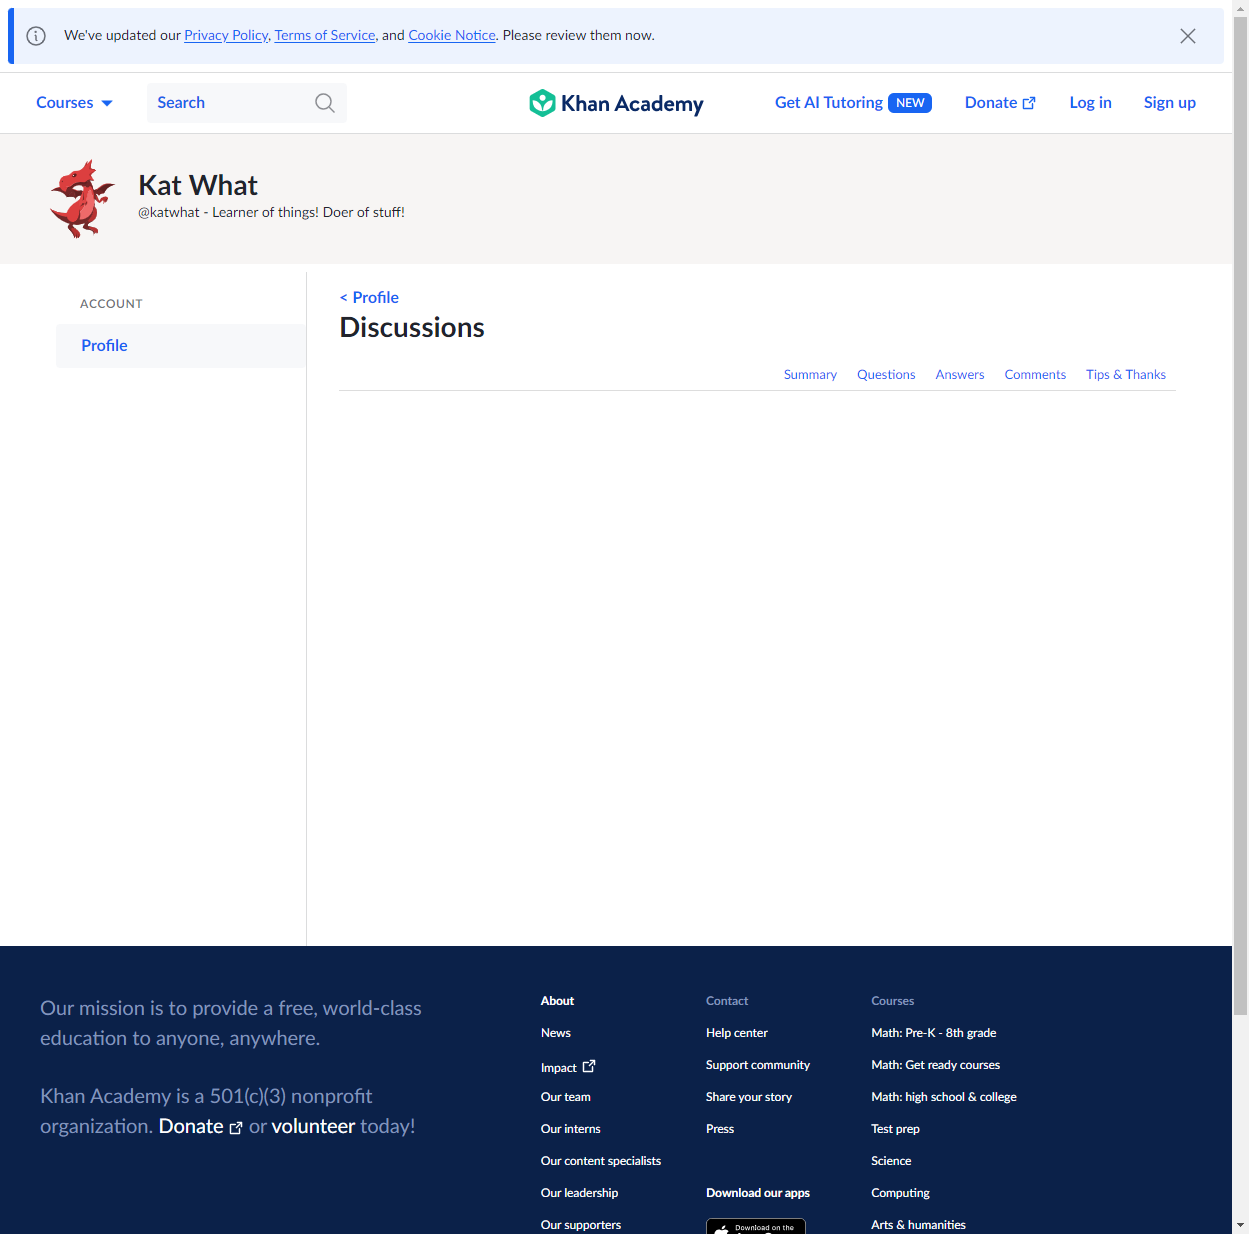 We've updated our Privacy Policy, Terms of Service, and Cookie Notice. Please review them now.
Courses
Search
Khan Academy
Get AI Tutoring NEW
Donate
Log in
Sign up
Kat What
@katwhat - Learner of things! Doer of stuff!
ACCOUNT
Profile
< Profile
Discussions
Summary
Questions
Answers
Comments
Tips & Thanks
Our mission is to provide a free, world-class
education to anyone, anywhere.
Khan Academy is a 501(c)(3) nonprofit
organization. Donate or volunteer today!
About
News
Impact
Our team
Our interns
Our content specialists
Our leadership
Our supporters
Contact
Help center
Support community
Share your story
Press
Download our apps
Download on the
Courses
Math: Pre-K - 8th grade
Math: Get ready courses
Math: high school & college
Test prep
Science
Computing
Arts & humanities